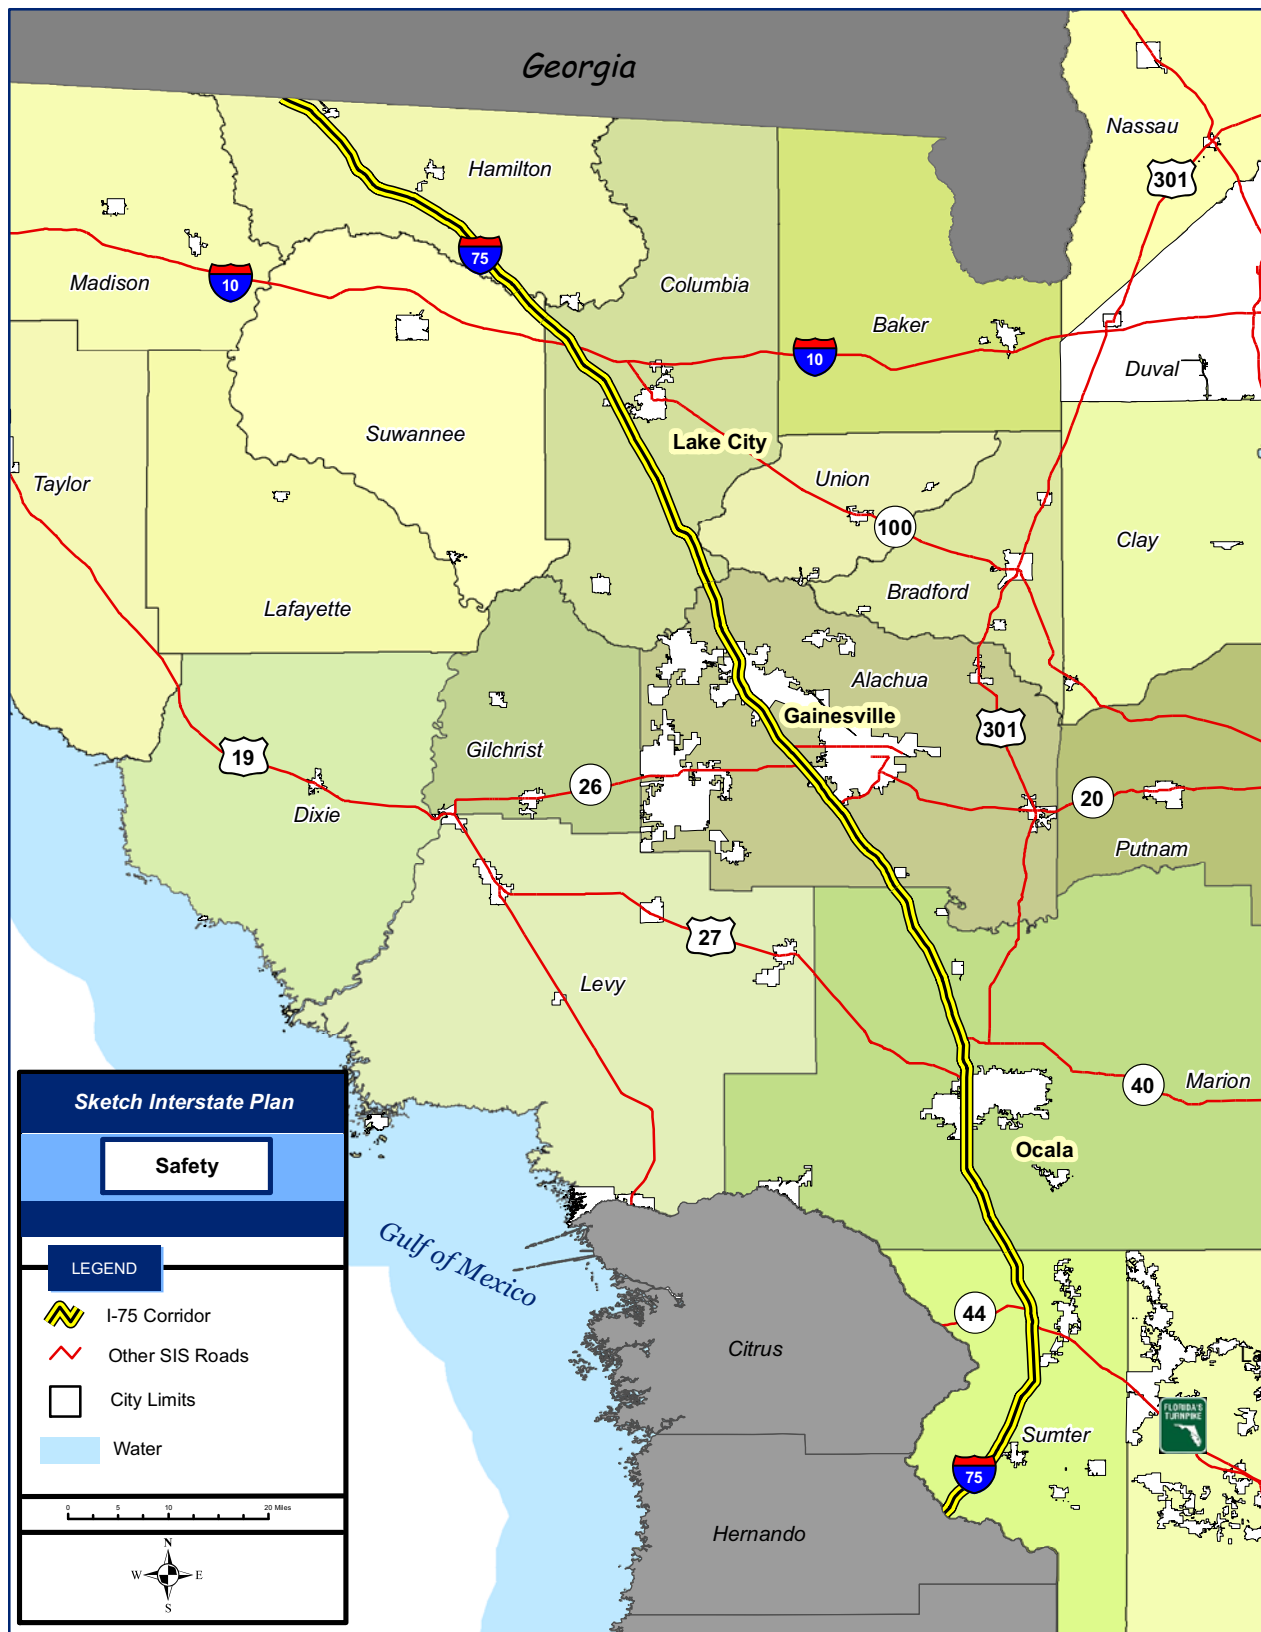 Georgia
Nassau
301
Hamilton
75
Madison
10
Columbia
Baker
10
Duval
Suwannee
Lake City
Taylor
Union
100
Clay
Lafayette
Bradford
Alachua
Gainesville
301
Gilchrist
19
26
20
Dixie
Putnam
27
Levy
40
Marion
Ocala
Gulf of Mexico
44
Citrus
La
FLORIDA'S
TURNPIKE
Sumter
75
Hernando
Sketch Interstate Plan
Safety
LEGEND
I-75 Corridor
Other SIS Roads
City Limits
Water
0 5 10 20 Miles
N
W E
S